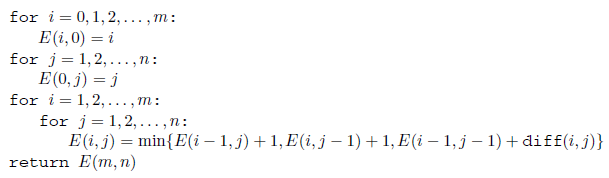 for i = 0, 1, 2, . . . , m:
E(i, 0) = i
for j = 1, 2, . . . , n:
E(0, j) = j
for i = 1, 2, . . . , m:
for j = 1, 2, . . . , n:
E(i, j) = min{E(i − 1, j) + 1, E(i, j − 1) + 1, E(i − 1, j − 1) + diff(i, j)}
return E(m, n)